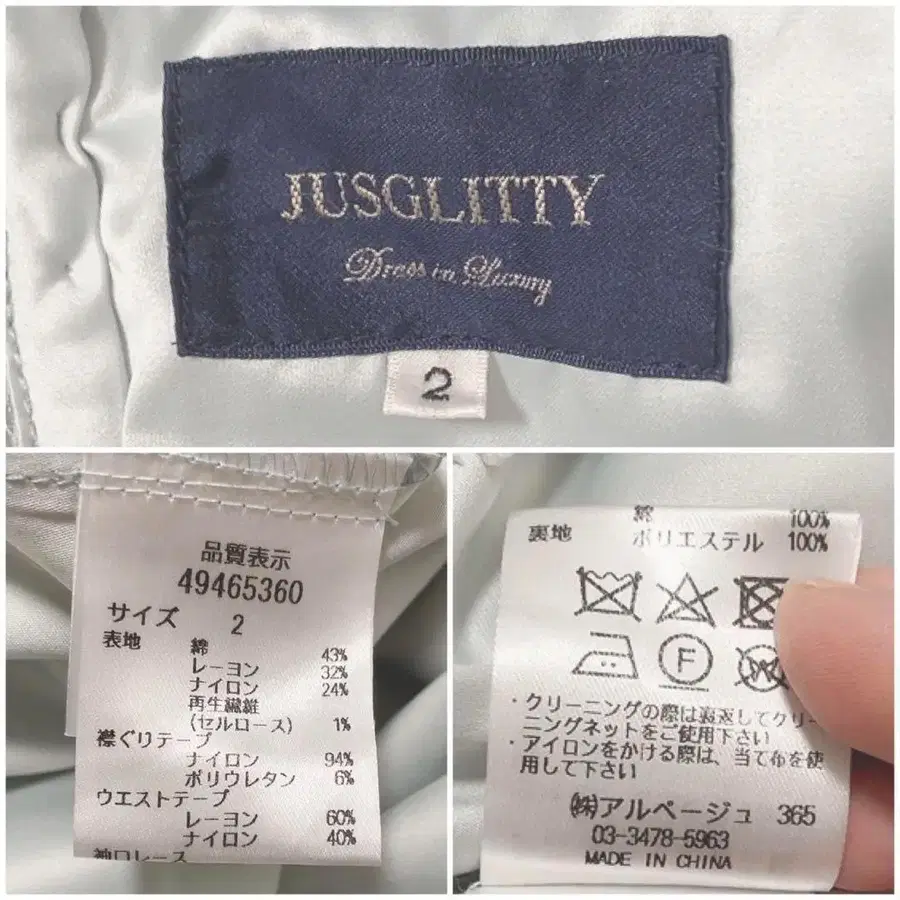 JUSGLITTY
Dress in Luxury
2
品質表示
49465360
サイズ 2
表地 綿 43%
レーヨン 32%
ナイロン 24%
再生繊維
(セルロース) 1%
襟ぐりテープ
ナイロン 94%
ポリウレタン 6%
ウエストテープ
レーヨン 60%
ナイロン 40%
袖口レース
綿 100%
裏地 ポリエステル 100%
F
W
・クリーニングの際は裏返してクリー
ニングネットをご使用下さい
・アイロンをかける際は、当て布を使
用して下さい
㈱アルページュ 365
03-3478-5963
MADE IN CHINA